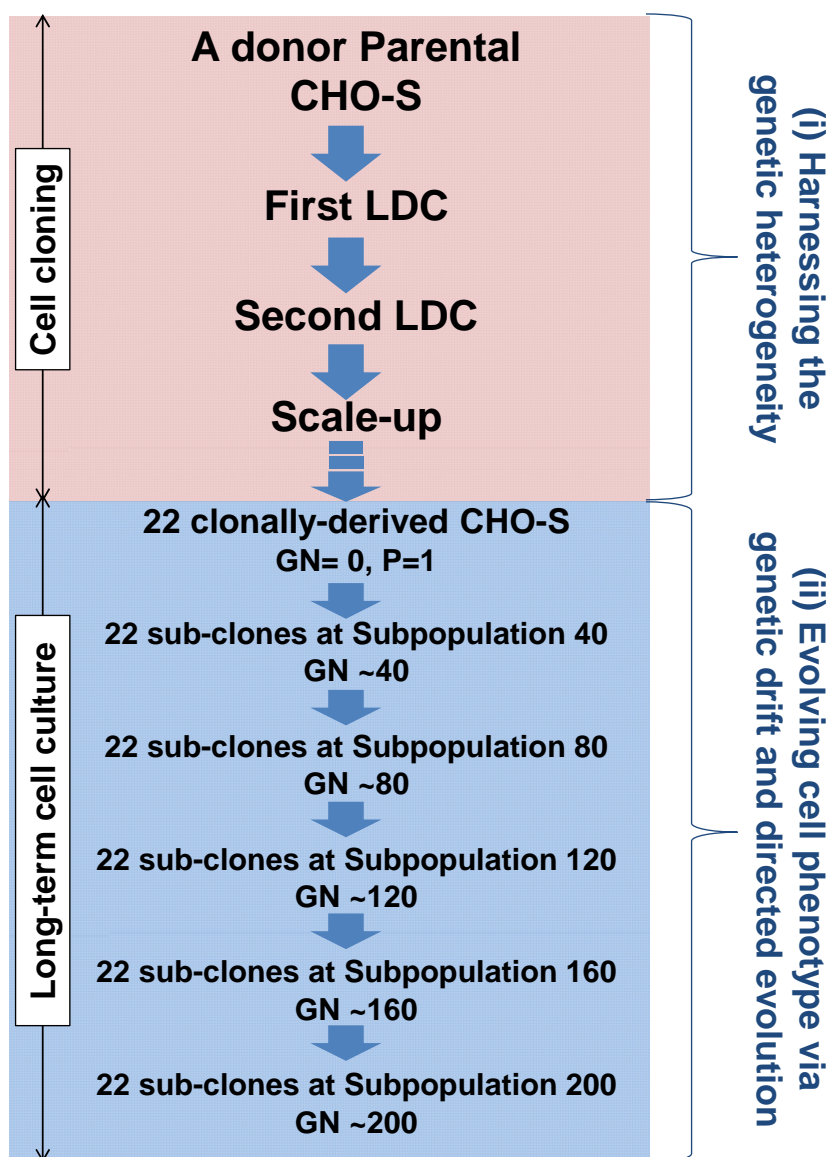 A donor Parental
CHO-S
First LDC
Second LDC
Scale-up
Cell cloning
(i) Harnessing the
genetic heterogeneity
22 clonally-derived CHO-S
GN= 0, P=1
22 sub-clones at Subpopulation 40
GN ~40
22 sub-clones at Subpopulation 80
GN ~80
22 sub-clones at Subpopulation 120
GN ~120
22 sub-clones at Subpopulation 160
GN ~160
22 sub-clones at Subpopulation 200
GN ~200
Long-term cell culture
(ii) Evolving cell phenotype via
genetic drift and directed evolution